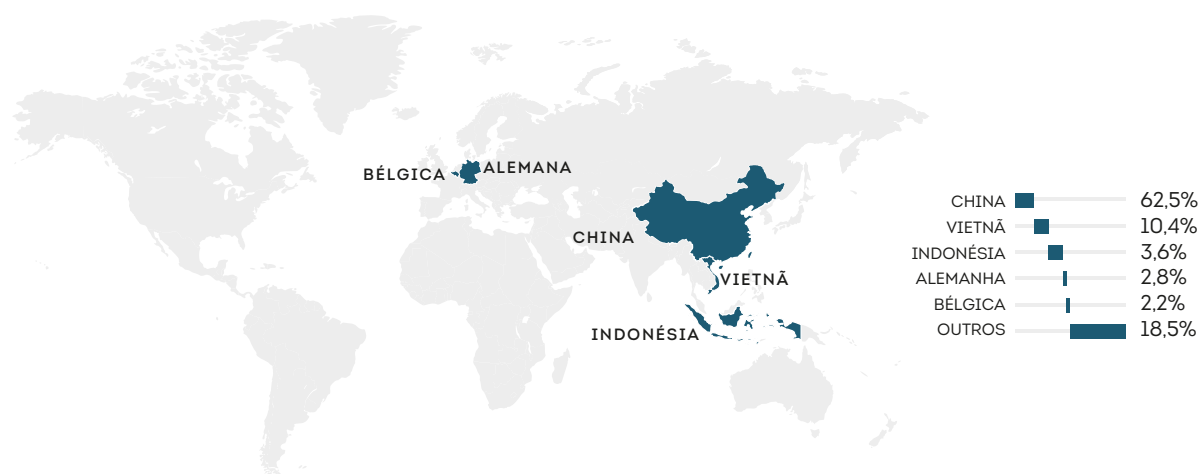 BÉLGICA
ALEMANA
CHINA
VIETNÃ
INDONÉSIA
CHINA 62,5%
VIETNÃ 10,4%
INDONÉSIA 3,6%
ALEMANHA 2,8%
BÉLGICA 2,2%
OUTROS 18,5%